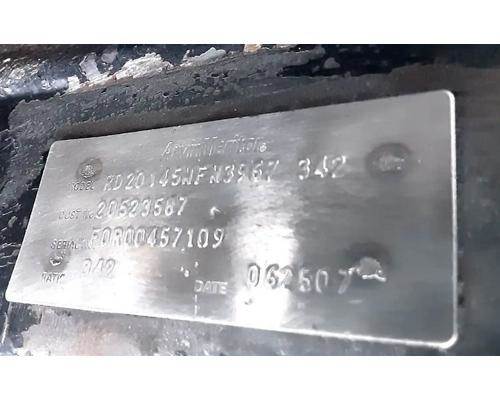 ArvinMeritor
MODEL RD20145NFN3967 342
CUST No. 20523587
SERIAL No. FOR00457109
RATIO 342 DATE 062507